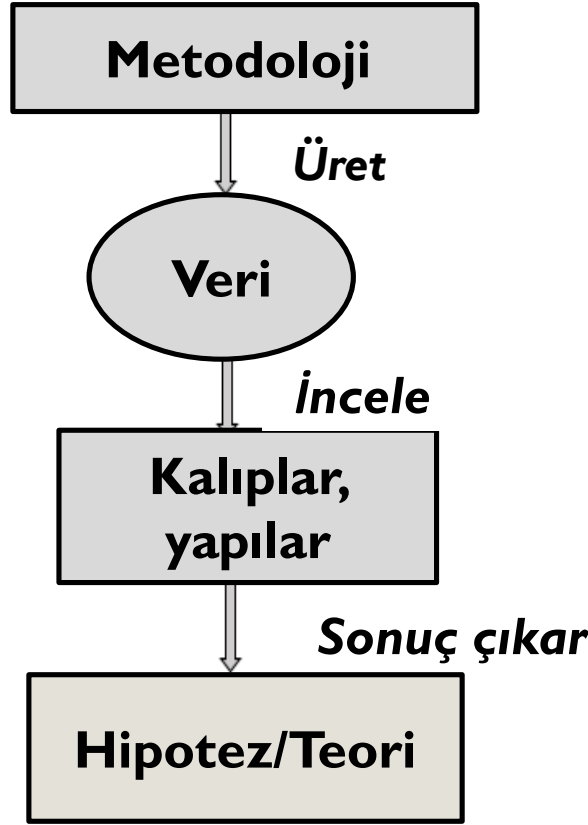 Metodoloji
Üret
Veri
İncele
Kalıplar,
yapılar
Sonuç çıkar
Hipotez/Teori